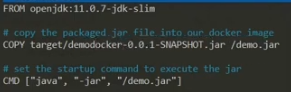 FROM openjdk:11.0.7-jdk-slim
# copy the packaged jar file into our docker image
COPY target/demodocker-0.0.1-SNAPSHOT.jar /demo.jar
# set the startup command to execute the jar
CMD ["java", "-jar", "/demo.jar"]